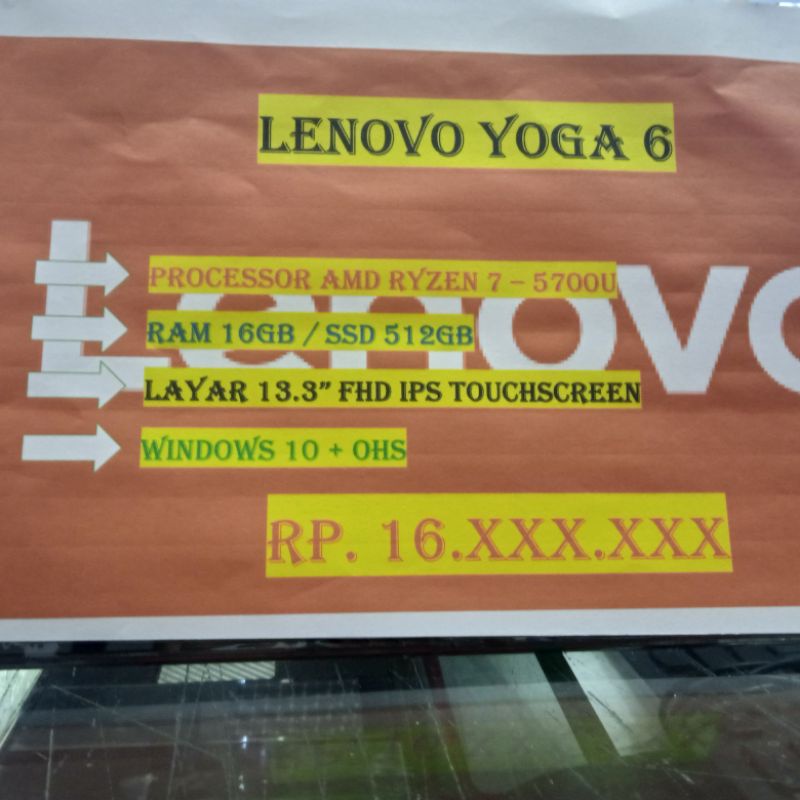 LENOVO YOGA 6
Lenovo
PROCESSOR AMD RYZEN 7 – 5700U
RAM 16GB / SSD 512GB
LAYAR 13.3” FHD IPS TOUCHSCREEN
WINDOWS 10 + OHS
RP. 16.XXX.XXX